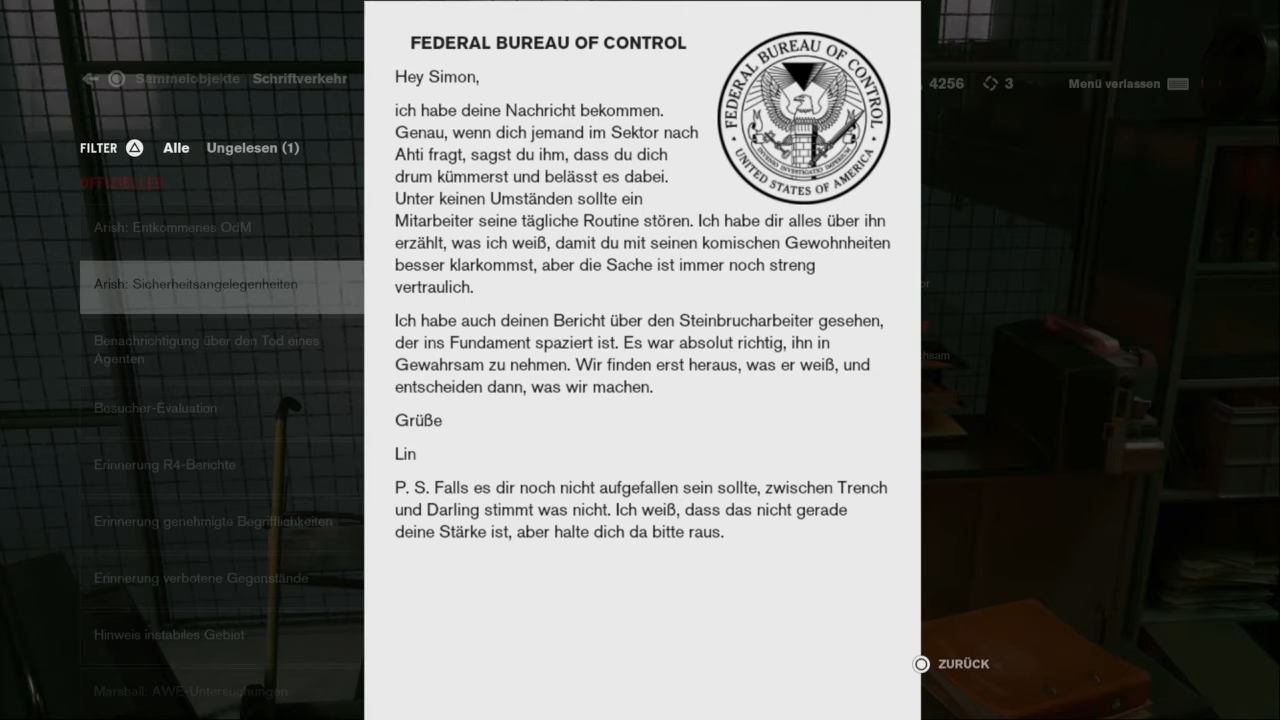 Sammelobjekte Schriftverkehr
4256 3 Menü verlassen
FILTER Alle Ungelesen (1)
OFFIZIELLES
Arish: Entkommenes OdM
Arish: Sicherheitsangelegenheiten
Benachrichtigung über den Tod eines
Agenten
Besucher-Evaluation
Erinnerung R4-Berichte
Erinnerung genehmigte Begrifflichkeiten
Erinnerung verbotene Gegenstände
Hinweis instabiles Gebiet
Marshall: AWE-Untersuchungen
FEDERAL BUREAU OF CONTROL
FEDERAL BUREAU OF CONTROL
UNITED STATES OF AMERICA
Hey Simon,
ich habe deine Nachricht bekommen.
Genau, wenn dich jemand im Sektor nach
Ahti fragt, sagst du ihm, dass du dich
drum kümmerst und belässt es dabei.
Unter keinen Umständen sollte ein
Mitarbeiter seine tägliche Routine stören. Ich habe dir alles über ihn
erzählt, was ich weiß, damit du mit seinen komischen Gewohnheiten
besser klarkommst, aber die Sache ist immer noch streng
vertraulich.
Ich habe auch deinen Bericht über den Steinbrucharbeiter gesehen,
der ins Fundament spaziert ist. Es war absolut richtig, ihn in
Gewahrsam zu nehmen. Wir finden erst heraus, was er weiß, und
entscheiden dann, was wir machen.
Grüße
Lin
P. S. Falls es dir noch nicht aufgefallen sein sollte, zwischen Trench
und Darling stimmt was nicht. Ich weiß, dass das nicht gerade
deine Stärke ist, aber halte dich da bitte raus.
ZURÜCK